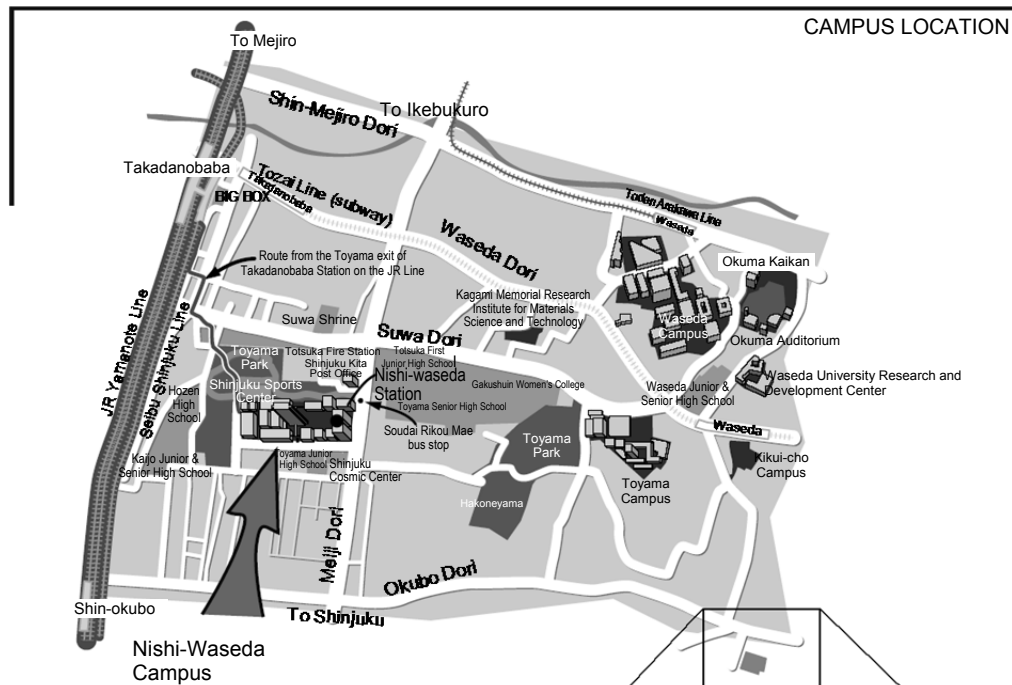 CAMPUS LOCATION
To Mejiro
Shin-Mejiro Dori
To Ikebukuro
Takadanobaba
BIG BOX
Takadanobaba
Tozai Line (subway)
Waseda Dori
Toden Arakawa Line
Waseda
Route from the Toyama exit of
Takadanobaba Station on the JR Line
Okuma Kaikan
Kagami Memorial Research
Institute for Materials
Science and Technology
Waseda
Campus
Okuma Auditorium
JR Yamanote Line
Seibu Shinjuku Line
Suwa Shrine
Suwa Dori
Toyama
Park
Totsuka Fire Station
Shinjuku Kita
Post Office
Totsuka First
Junior High School
Nishi-waseda
Station
Shinjuku Sports
Center
Gakushuin Women's College
Waseda Junior &
Senior High School
Waseda University Research and
Development Center
Hozen
High
School
Toyama Senior High School
Soudai Rikou Mae
bus stop
Waseda
Toyama
Park
Toyama
Campus
Kikui-cho
Campus
Kaijo Junior &
Senior High School
Toyama Junior
High School
Shinjuku
Cosmic Center
Hakoneyama
Meiji Dori
Okubo Dori
Shin-okubo
To Shinjuku
Nishi-Waseda
Campus